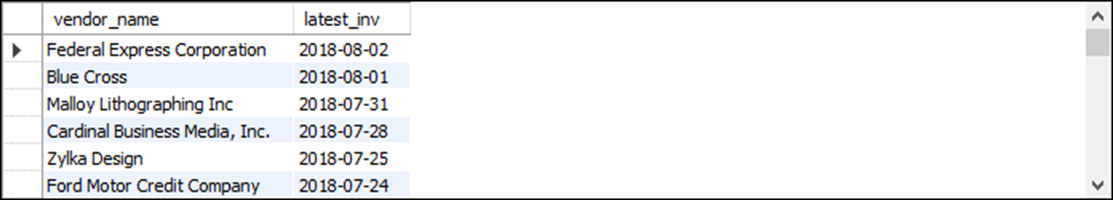 vendor_name latest_inv
Federal Express Corporation 2018-08-02
Blue Cross 2018-08-01
Malloy Lithographing Inc 2018-07-31
Cardinal Business Media, Inc. 2018-07-28
Zylka Design 2018-07-25
Ford Motor Credit Company 2018-07-24